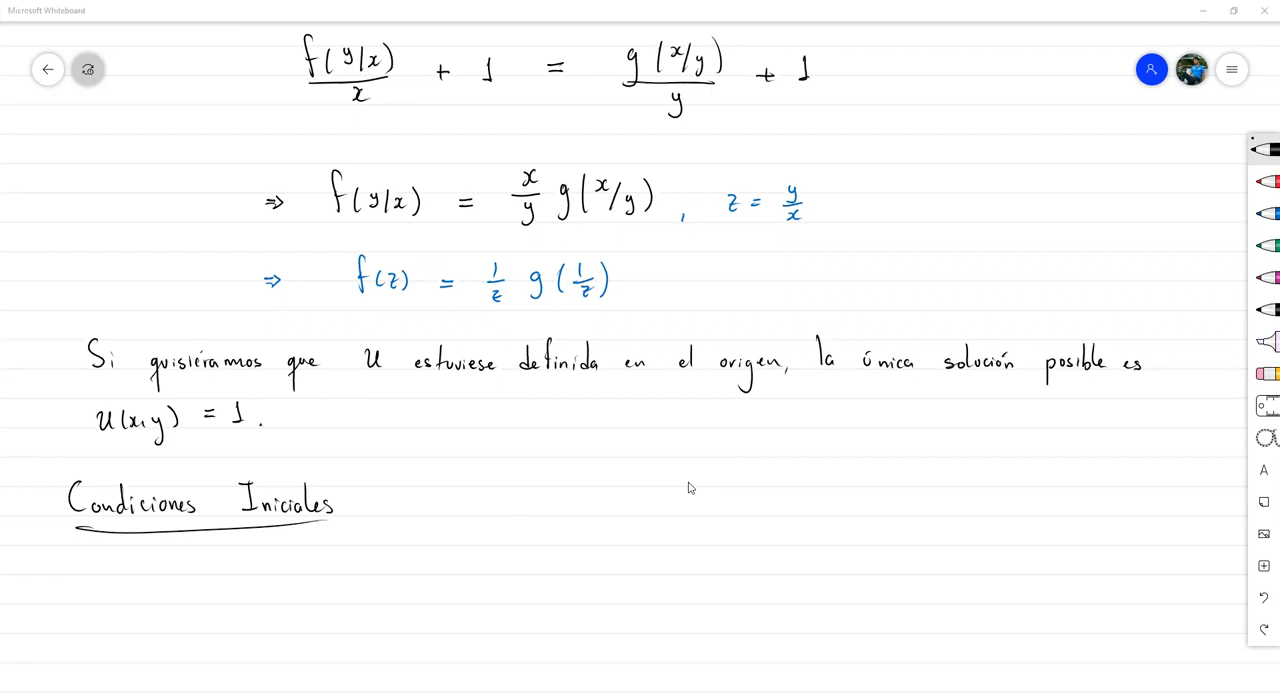 Microsoft Whiteboard
f(y/x)/x + 1 = g(x/y)/y + 1
⇒ f(y/x) = x/y g(x/y), z = y/x
⇒ f(z) = 1/z g(1/z)
Si quisiéramos que u estuviese definida en el origen, la única solución posible es
u(x,y) = 1.
Condiciones Iniciales
A